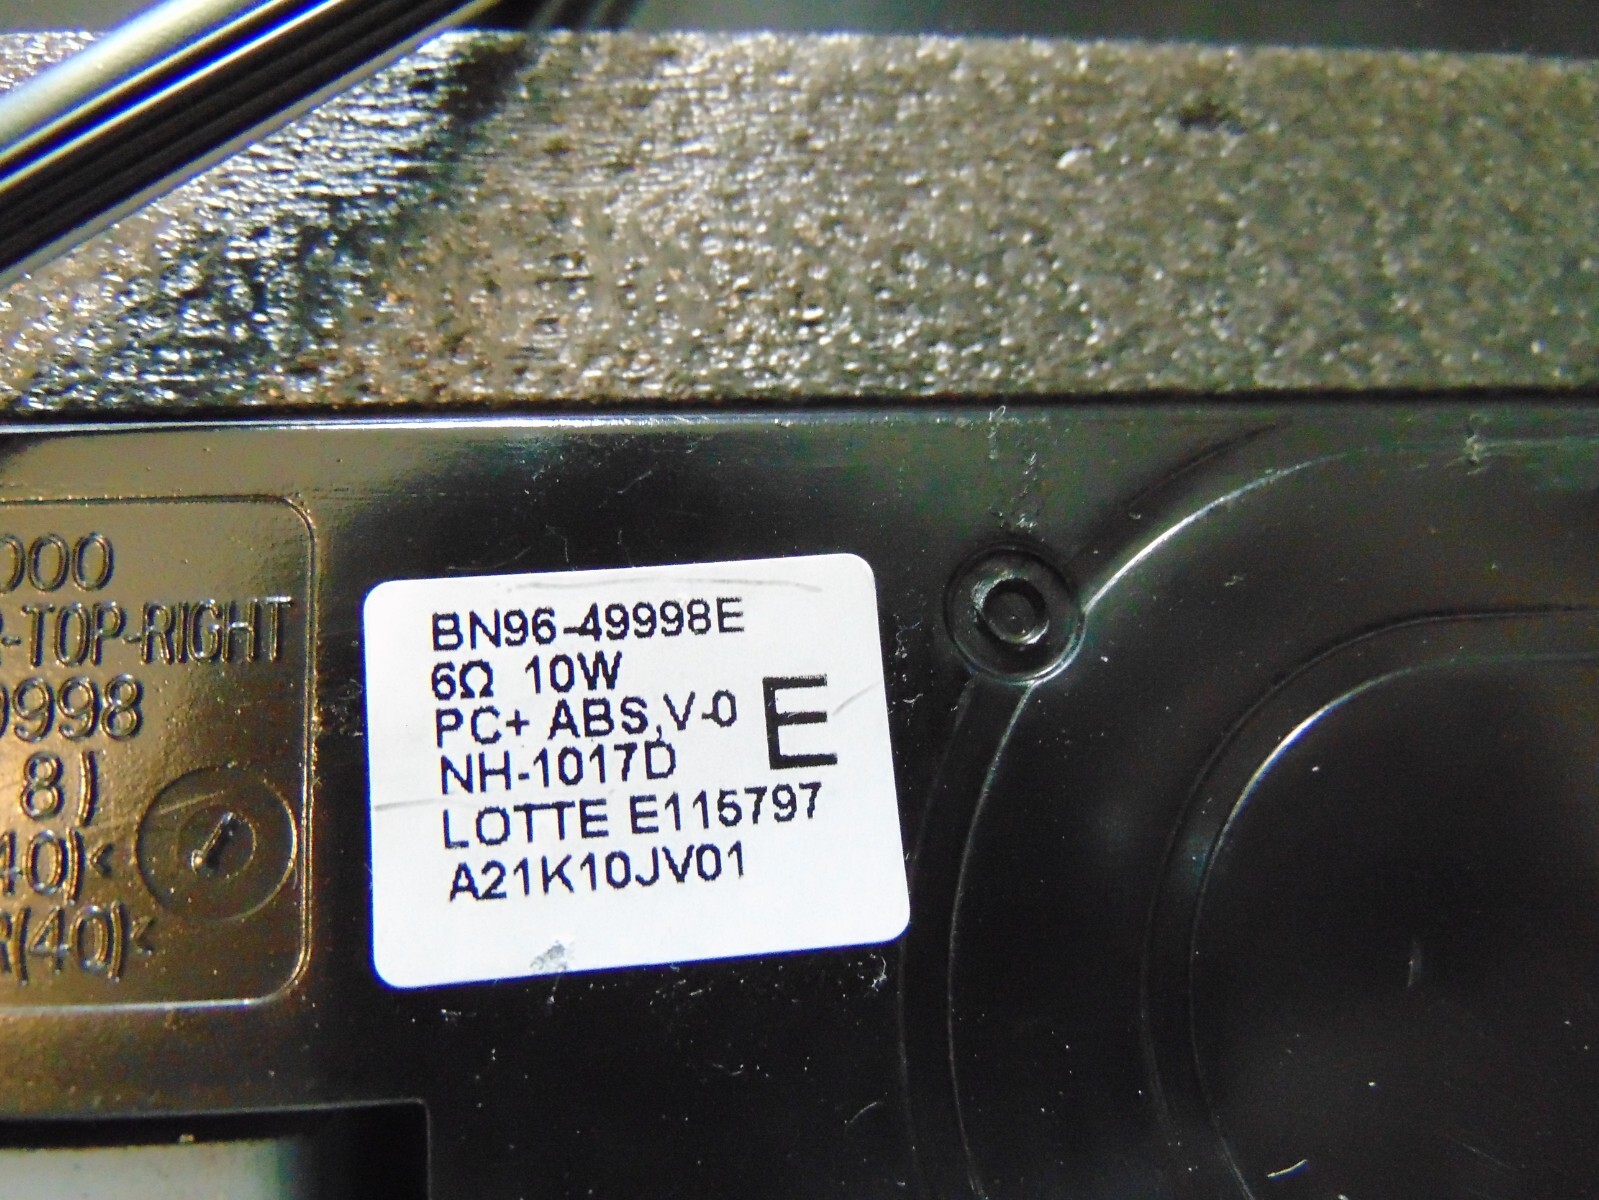 000
-TOP-RIGHT
9998
8)
40)<
(40)<
BN96-49998E
6Ω 10W
PC+ ABS,V-0
E
NH-1017D
LOTTE E115797
A21K10JV01